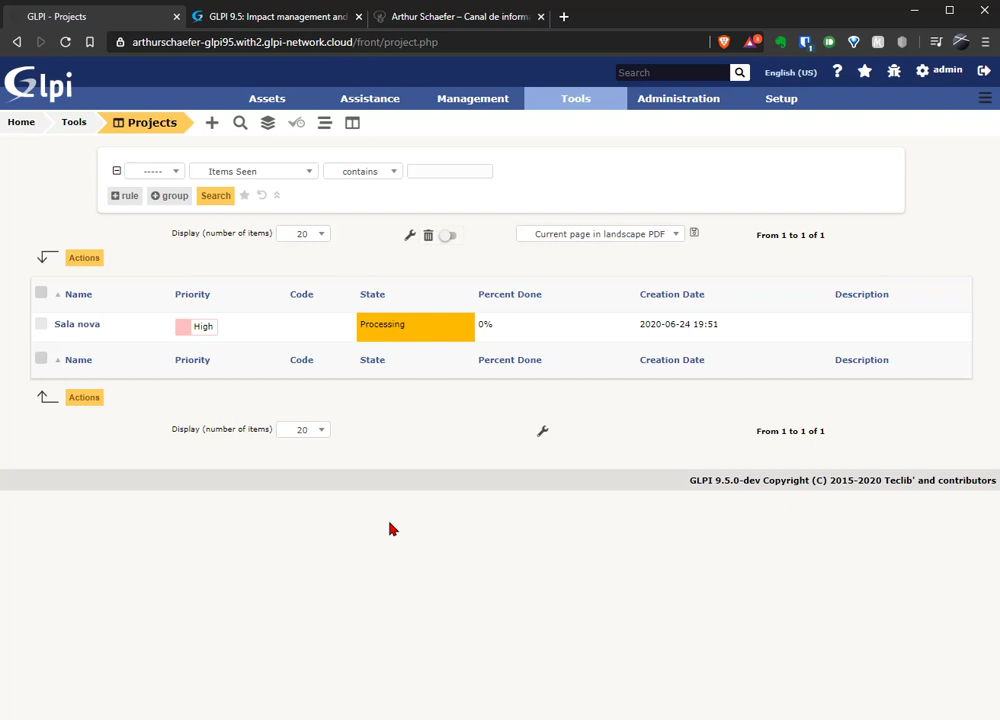 GLPI - Projects
GLPI 9.5: Impact management and
Arthur Schaefer – Canal de inform
arthurschaefer-glpi95.with2.glpi-network.cloud/front/project.php
Glpi
Search
English (US)
admin
Assets
Assistance
Management
Tools
Administration
Setup
Home
Tools
Projects
-----
Items Seen
contains
rule
group
Search
Display (number of items)
20
Current page in landscape PDF
From 1 to 1 of 1
Actions
Name
Priority
Code
State
Percent Done
Creation Date
Description
Sala nova
High
Processing
0%
2020-06-24 19:51
Name
Priority
Code
State
Percent Done
Creation Date
Description
Actions
Display (number of items)
20
From 1 to 1 of 1
GLPI 9.5.0-dev Copyright (C) 2015-2020 Teclib' and contributors